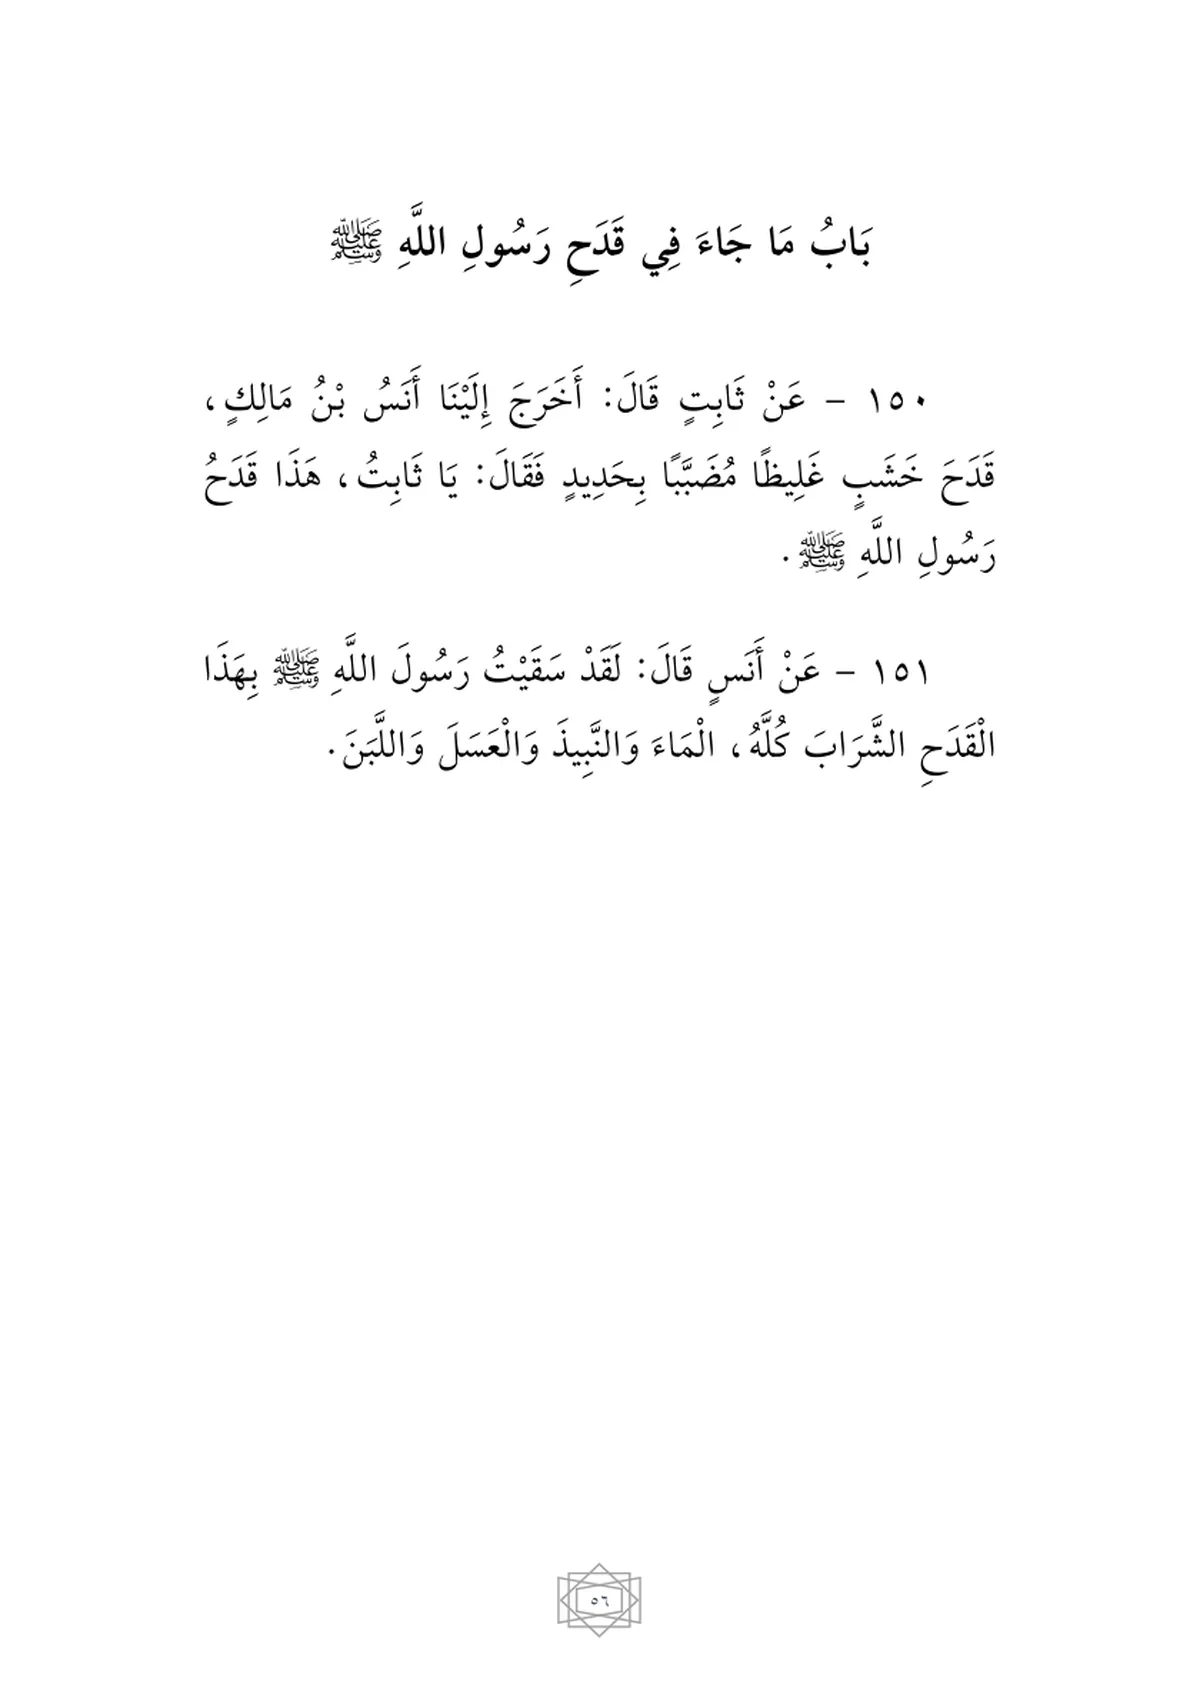 بَابُ مَا جَاءَ فِي قَدَحِ رَسُولِ اللَّهِ ﷺ
١٥٠ – عَنْ ثَابِتٍ قَالَ: أَخَرَجَ إِلَيْنَا أَنَسُ بْنُ مَالِكٍ،
قَدَحَ خَشَبٍ غَلِيظًا مُضَبَّبًا بِحَدِيدٍ فَقَالَ: يَا ثَابِتُ، هَذَا قَدَحُ
رَسُولِ اللَّهِ ﷺ.
١٥١ – عَنْ أَنَسٍ قَالَ: لَقَدْ سَقَيْتُ رَسُولَ اللَّهِ ﷺ بِهَذَا
الْقَدَحِ الشَّرَابَ كُلَّهُ، الْمَاءَ وَالنَّبِيذَ وَالْعَسَلَ وَاللَّبَنَ.
٥٦